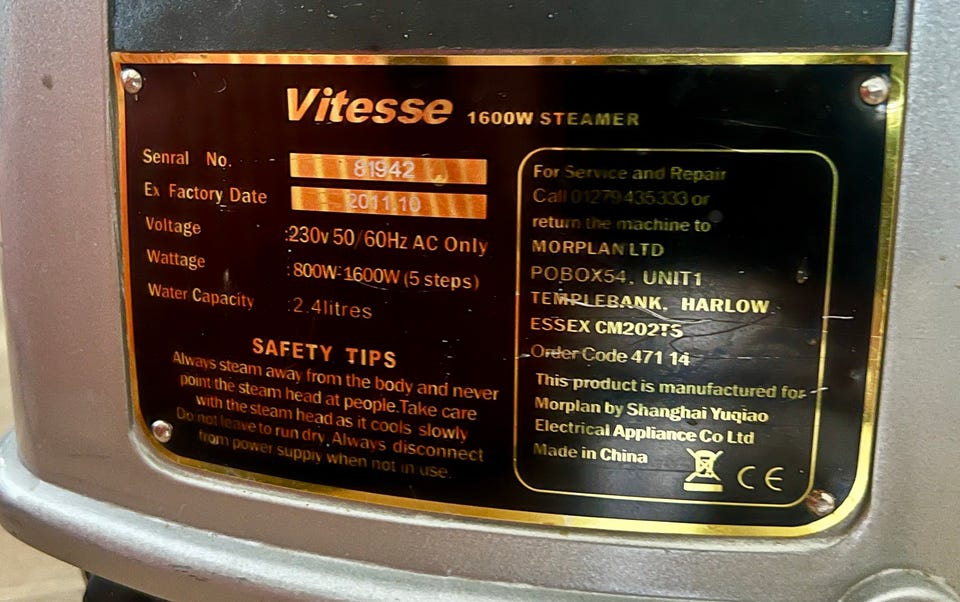 Vitesse 1600W STEAMER
Senral No. 81942
Ex Factory Date 2011.10
Voltage :230v 50/60Hz AC Only
Wattage :800W-1600W (5 steps)
Water Capacity :2.4litres
SAFETY TIPS
Always steam away from the body and never
point the steam head at people.Take care
with the steam head as it cools slowly
Do not leave to run dry, Always disconnect
from power supply when not in use.
For Service and Repair
Call 01279435333 or
return the machine to
MORPLAN LTD
POBOX54, UNIT1
TEMPLEBANK, HARLOW
ESSEX CM202TS
Order Code 471 14
This product is manufactured for
Morplan by Shanghai Yuqiao
Electrical Appliance Co Ltd
Made in China
CE